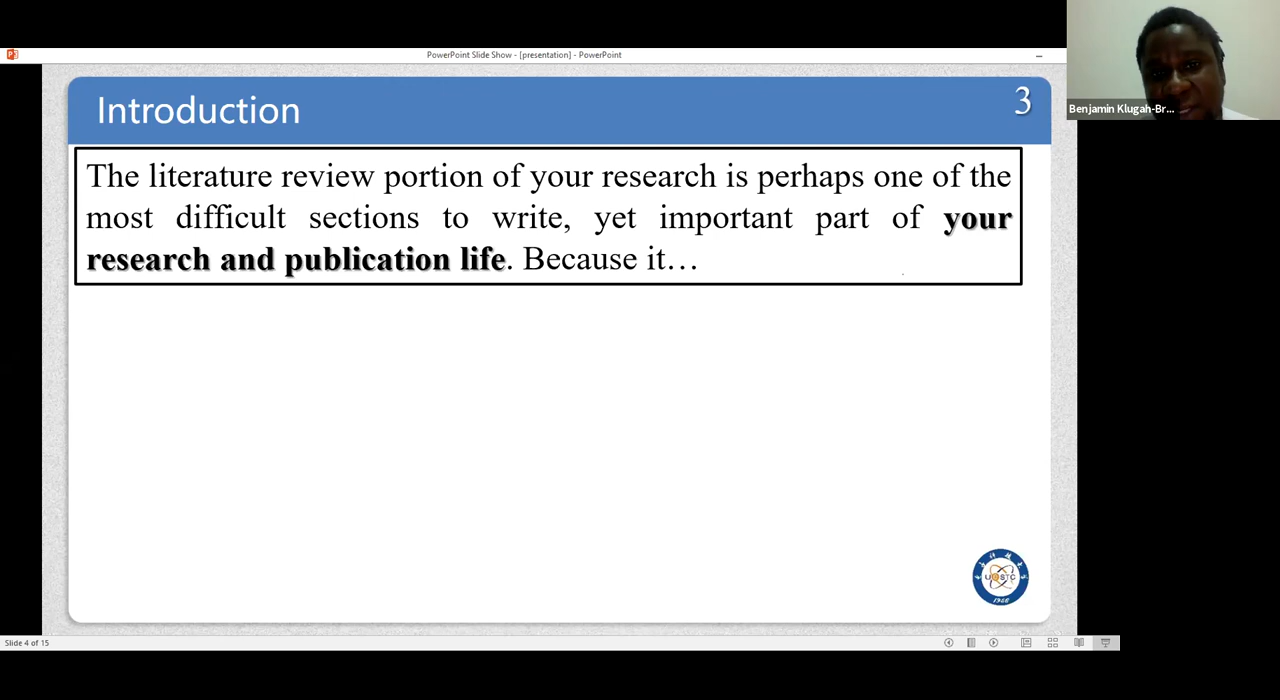 PowerPoint Slide Show - [presentation] - PowerPoint
Introduction
3
The literature review portion of your research is perhaps one of the
most difficult sections to write, yet important part of your
research and publication life. Because it…
Benjamin Klugah-Br...
1956
Slide 4 of 15